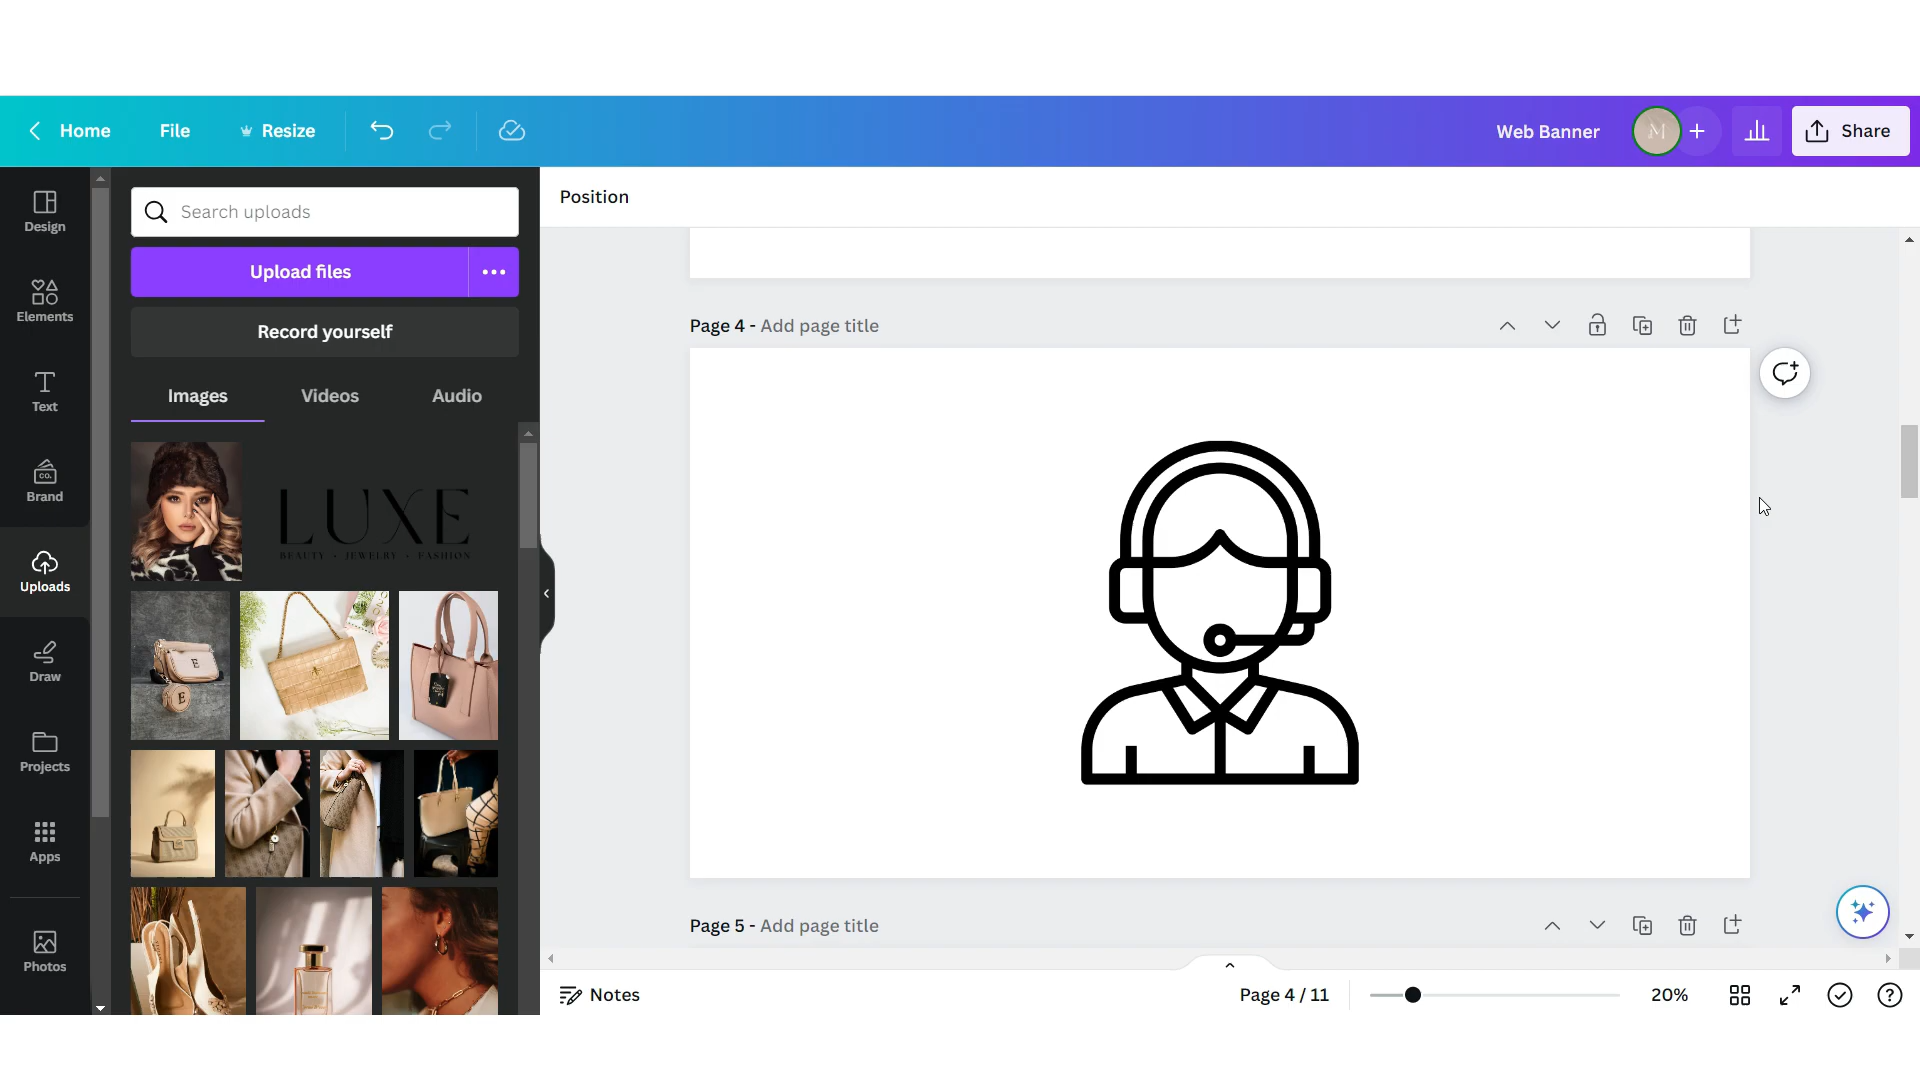 Home File Resize Web Banner M Share
Design
Elements
Text
CO.
Brand
Uploads
Draw
Projects
Apps
Photos
Search uploads
Upload files
Record yourself
Images Videos Audio
LUXE
BEAUTY • JEWELRY • FASHION
E
E
Position
Page 4 - Add page title
Page 5 - Add page title
Notes Page 4 / 11 20%